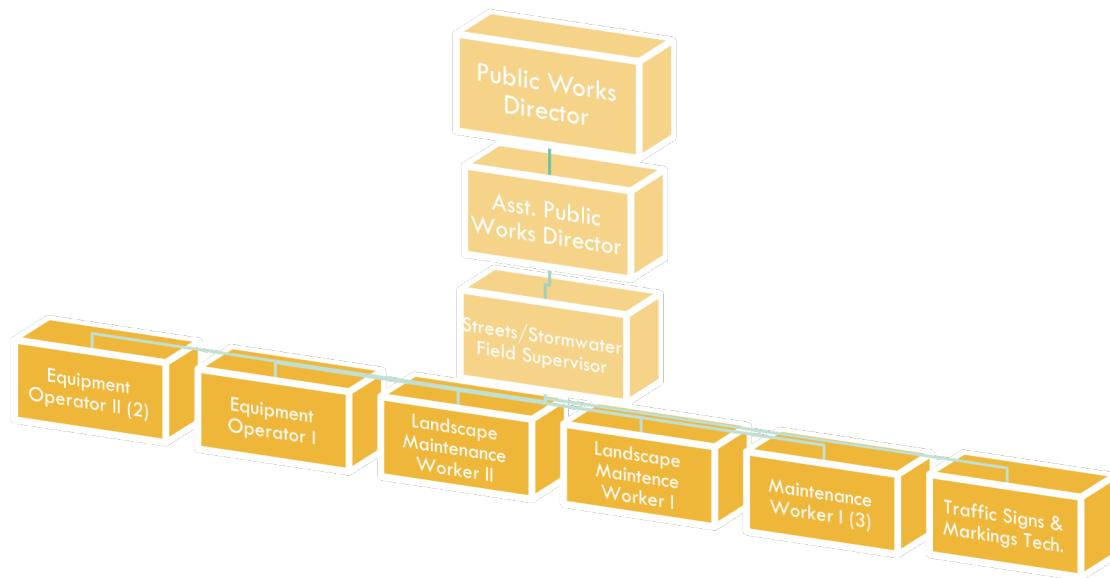 Public Works
Director
Asst. Public
Works Director
Streets/Stormwater
Field Supervisor
Equipment
Operator II (2)
Equipment
Operator I
Landscape
Maintenance
Worker II
Landscape
Maintence
Worker I
Maintenance
Worker I (3)
Traffic Signs &
Markings Tech.